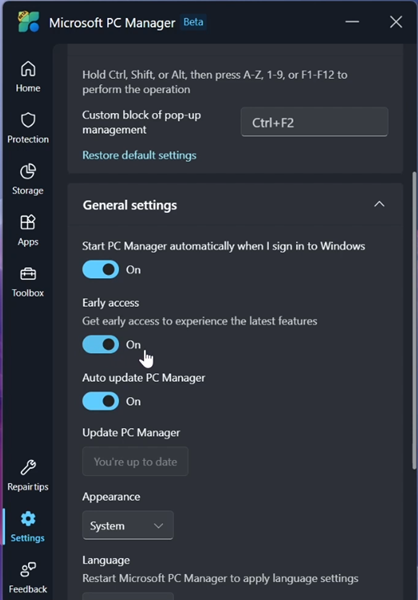 Microsoft PC Manager Beta
Hold Ctrl, Shift, or Alt, then press A-Z, 1-9, or F1-F12 to
perform the operation
Custom block of pop-up
management
Ctrl+F2
Restore default settings
General settings
Start PC Manager automatically when I sign in to Windows
On
Early access
Get early access to experience the latest features
On
Auto update PC Manager
On
Update PC Manager
You're up to date
Appearance
System
Language
Restart Microsoft PC Manager to apply language settings
Home
Protection
Storage
Apps
Toolbox
Repair tips
Settings
Feedback